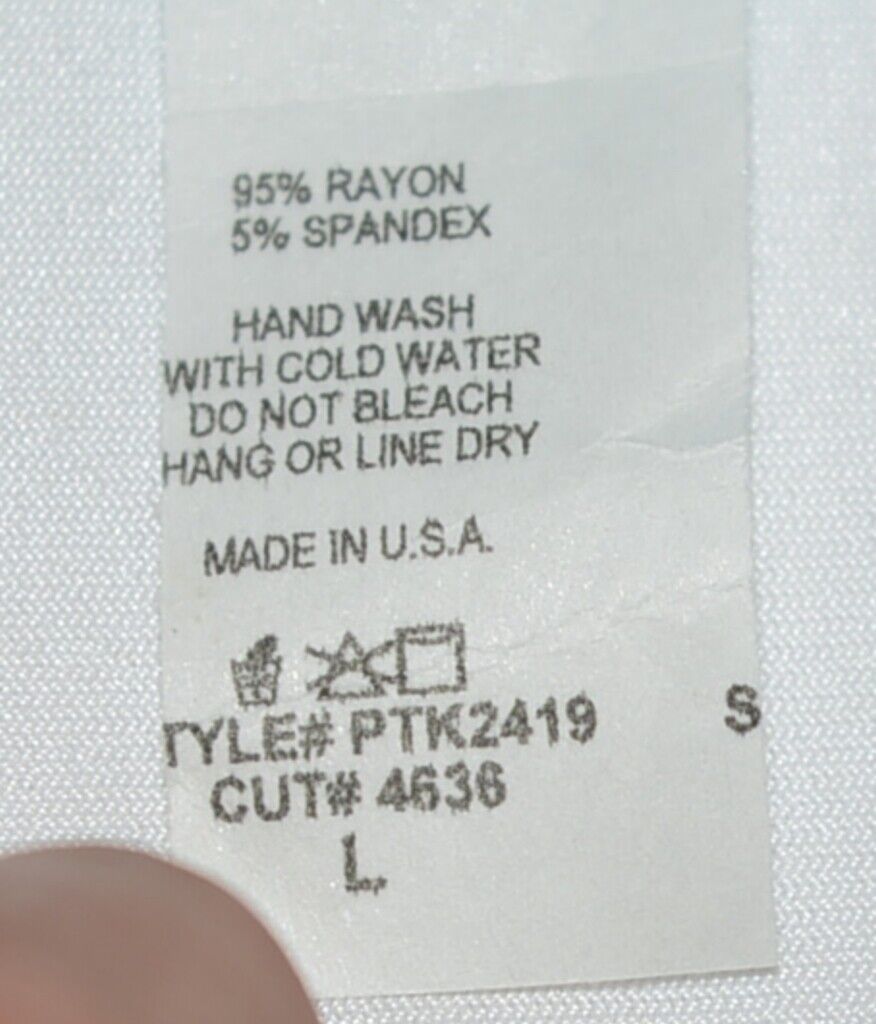 95% RAYON
5% SPANDEX
HAND WASH
WITH COLD WATER
DO NOT BLEACH
HANG OR LINE DRY
MADE IN U.S.A.
TYLE# PTK2419 S
CUT# 4636
L